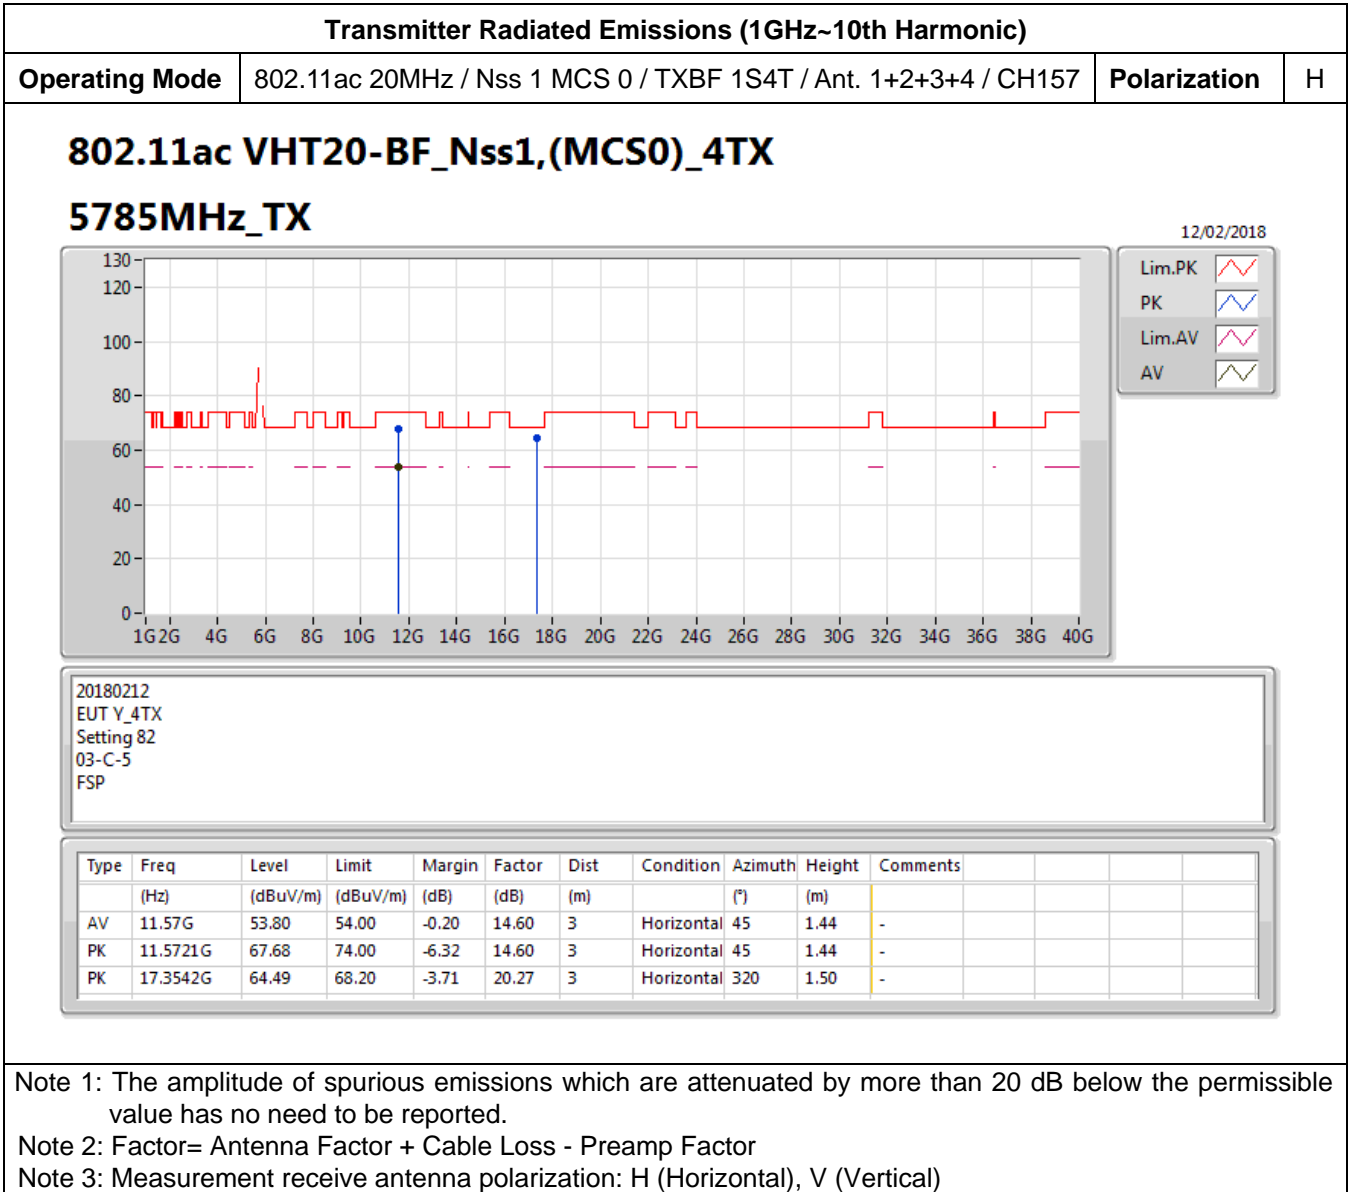 Transmitter Radiated Emissions (1GHz~10th Harmonic)
Operating Mode 802.11ac 20MHz / Nss 1 MCS 0 / TXBF 1S4T / Ant. 1+2+3+4 / CH157 Polarization H
802.11ac VHT20-BF_Nss1,(MCS0)_4TX
5785MHz_TX
12/02/2018
130
120
100
80
60
40
20
0
1G 2G 4G 6G 8G 10G 12G 14G 16G 18G 20G 22G 24G 26G 28G 30G 32G 34G 36G 38G 40G
Lim.PK
PK
Lim.AV
AV
20180212
EUT Y_4TX
Setting 82
03-C-5
FSP
Type Freq Level Limit Margin Factor Dist Condition Azimuth Height Comments
(Hz) (dBuV/m) (dBuV/m) (dB) (dB) (m) (°) (m)
AV 11.57G 53.80 54.00 -0.20 14.60 3 Horizontal 45 1.44 -
PK 11.5721G 67.68 74.00 -6.32 14.60 3 Horizontal 45 1.44 -
PK 17.3542G 64.49 68.20 -3.71 20.27 3 Horizontal 320 1.50 -
Note 1: The amplitude of spurious emissions which are attenuated by more than 20 dB below the permissible
value has no need to be reported.
Note 2: Factor= Antenna Factor + Cable Loss - Preamp Factor
Note 3: Measurement receive antenna polarization: H (Horizontal), V (Vertical)